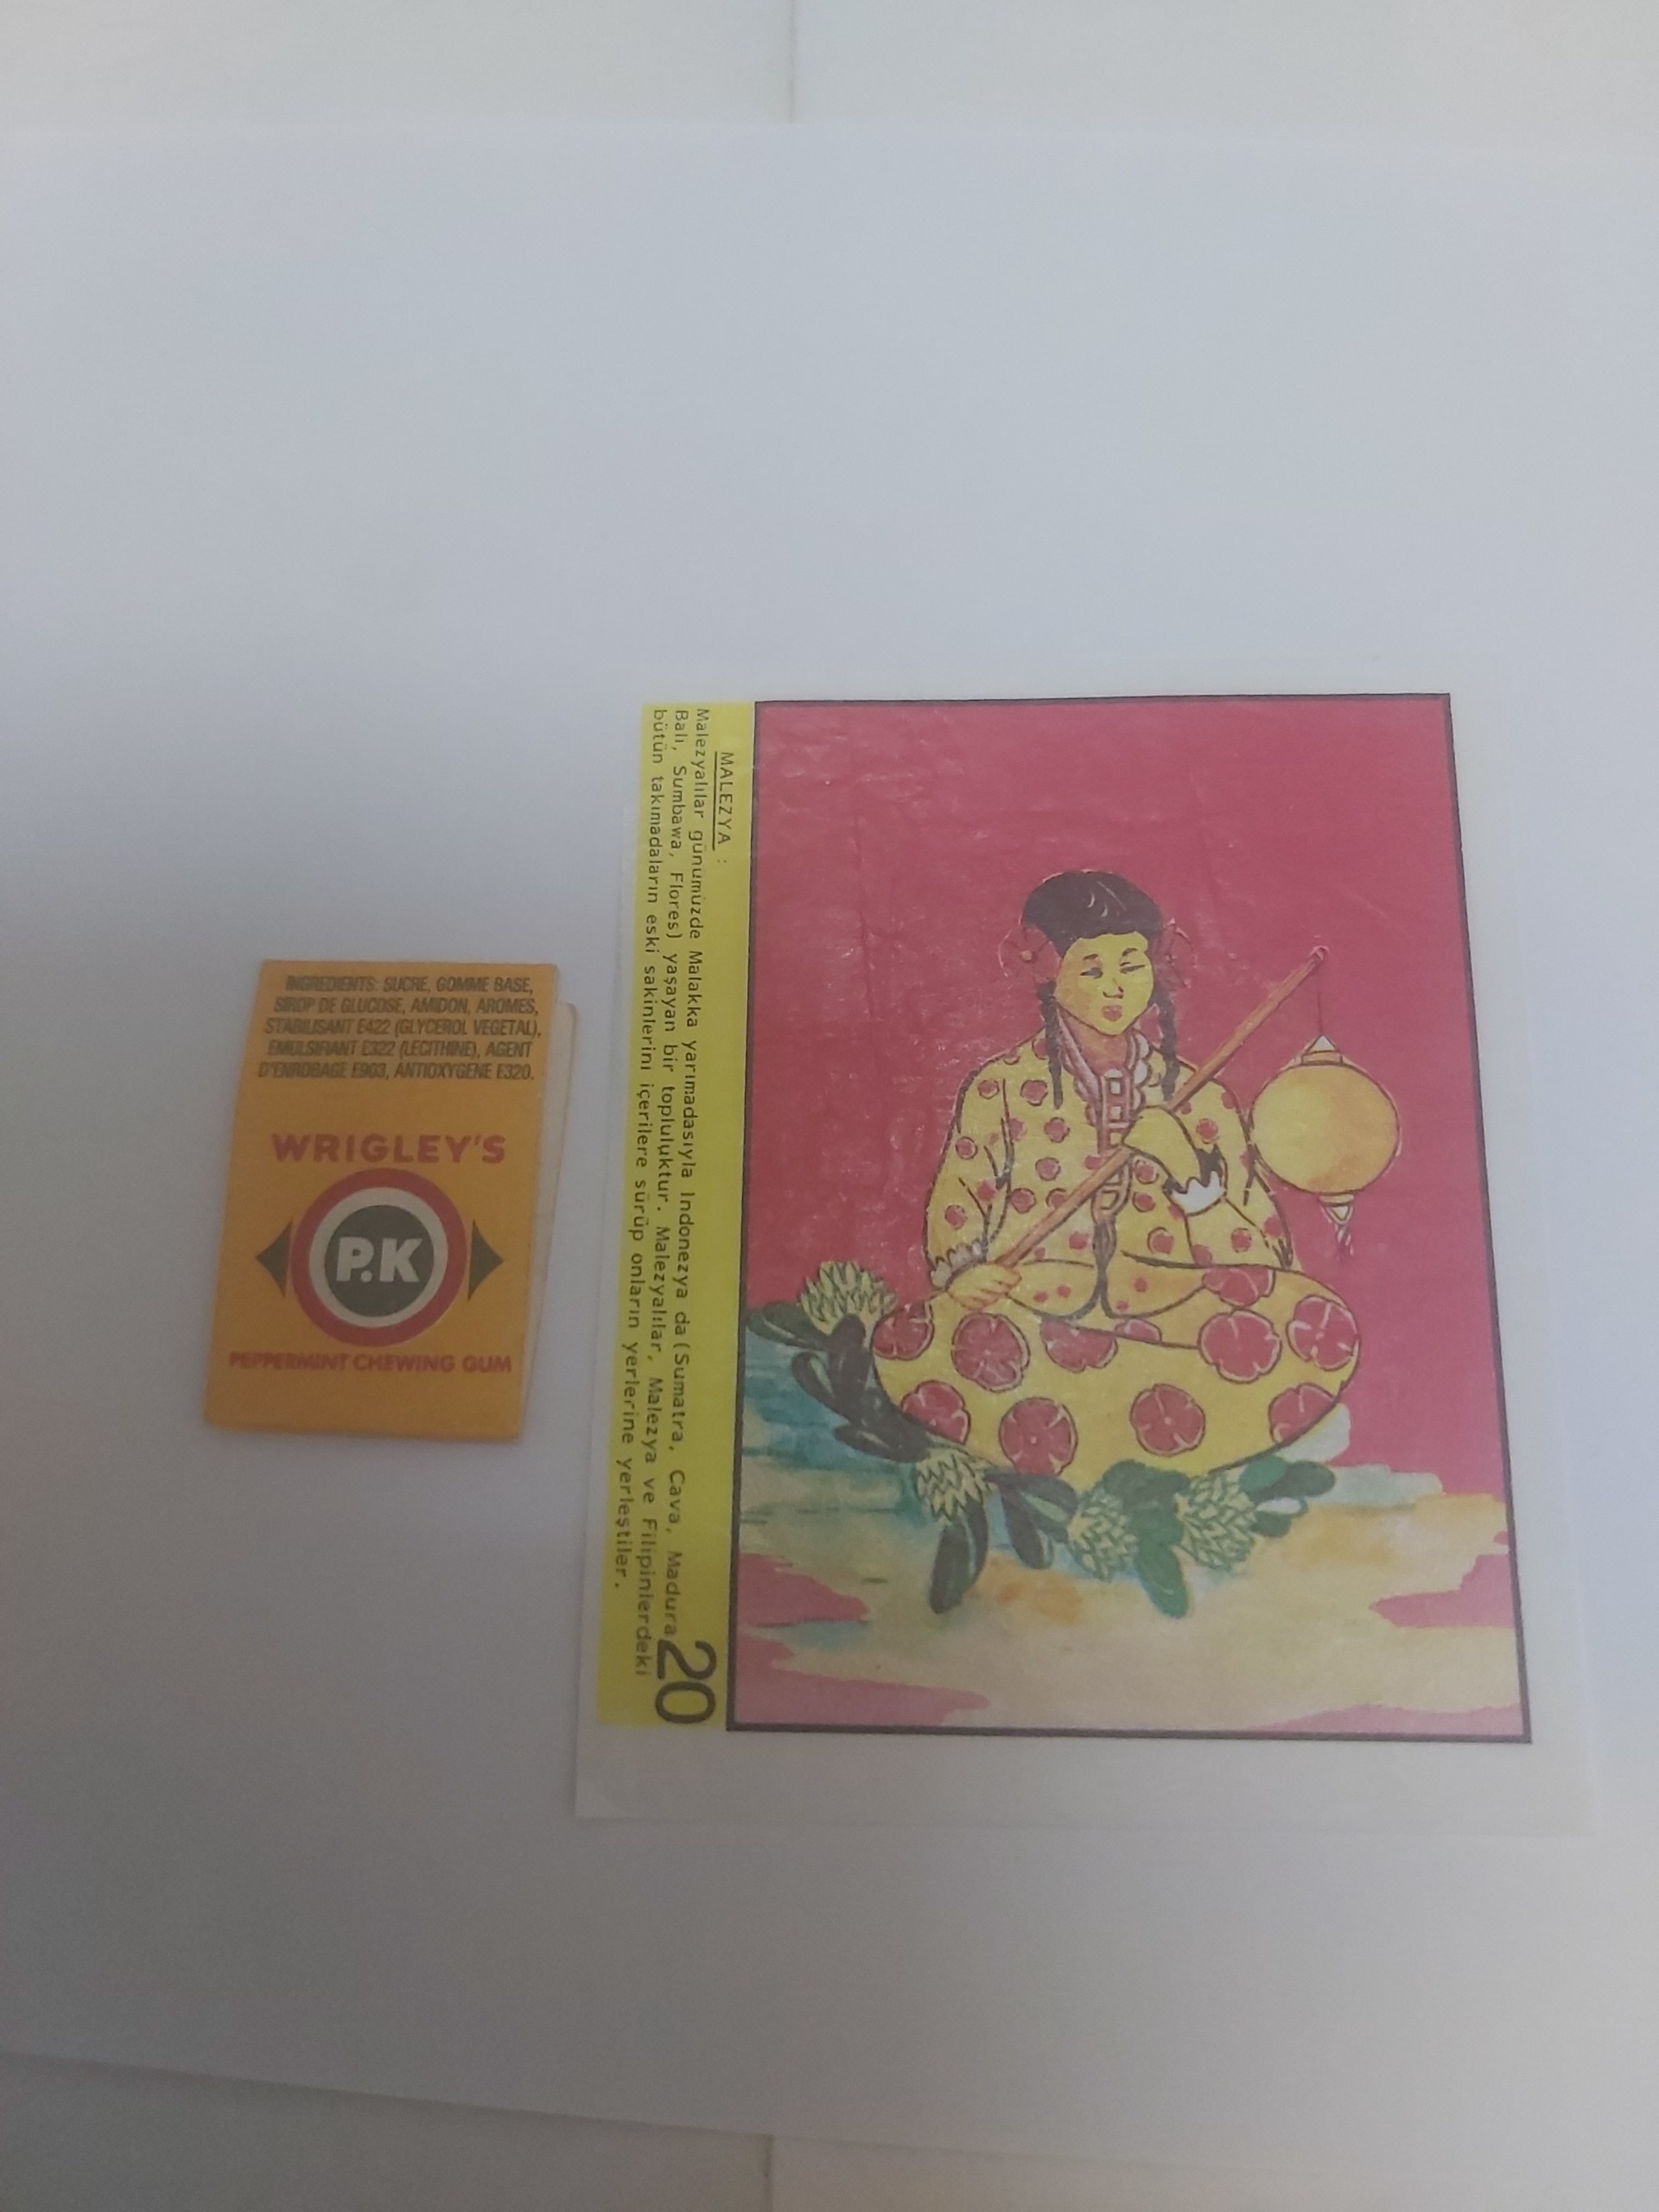 INGREDIENTS: SUCRE, GOMME BASE,
SIROP DE GLUCOSE, AMIDON, AROMES,
STABILISANT E422 (GLYCEROL VEGETAL),
EMULSIFIANT E322 (LECITHINE), AGENT
D'ENROBAGE E903, ANTIOXYGENE E320.
WRIGLEY'S
P.K
PEPPERMINT CHEWING GUM
MALEZYA :
Malezyalılar günümüzde Malakka yarımadasıyla Indonezya da (Sumatra, Cava, Madura
Balı, Sumbawa, Flores) yaşayan bir topluluktur. Malezyalılar, Malezya ve Filipinlerdeki
bütün takımadaların eski sakinlerini içerilere sürüp onların yerlerine yerleştiler.
20